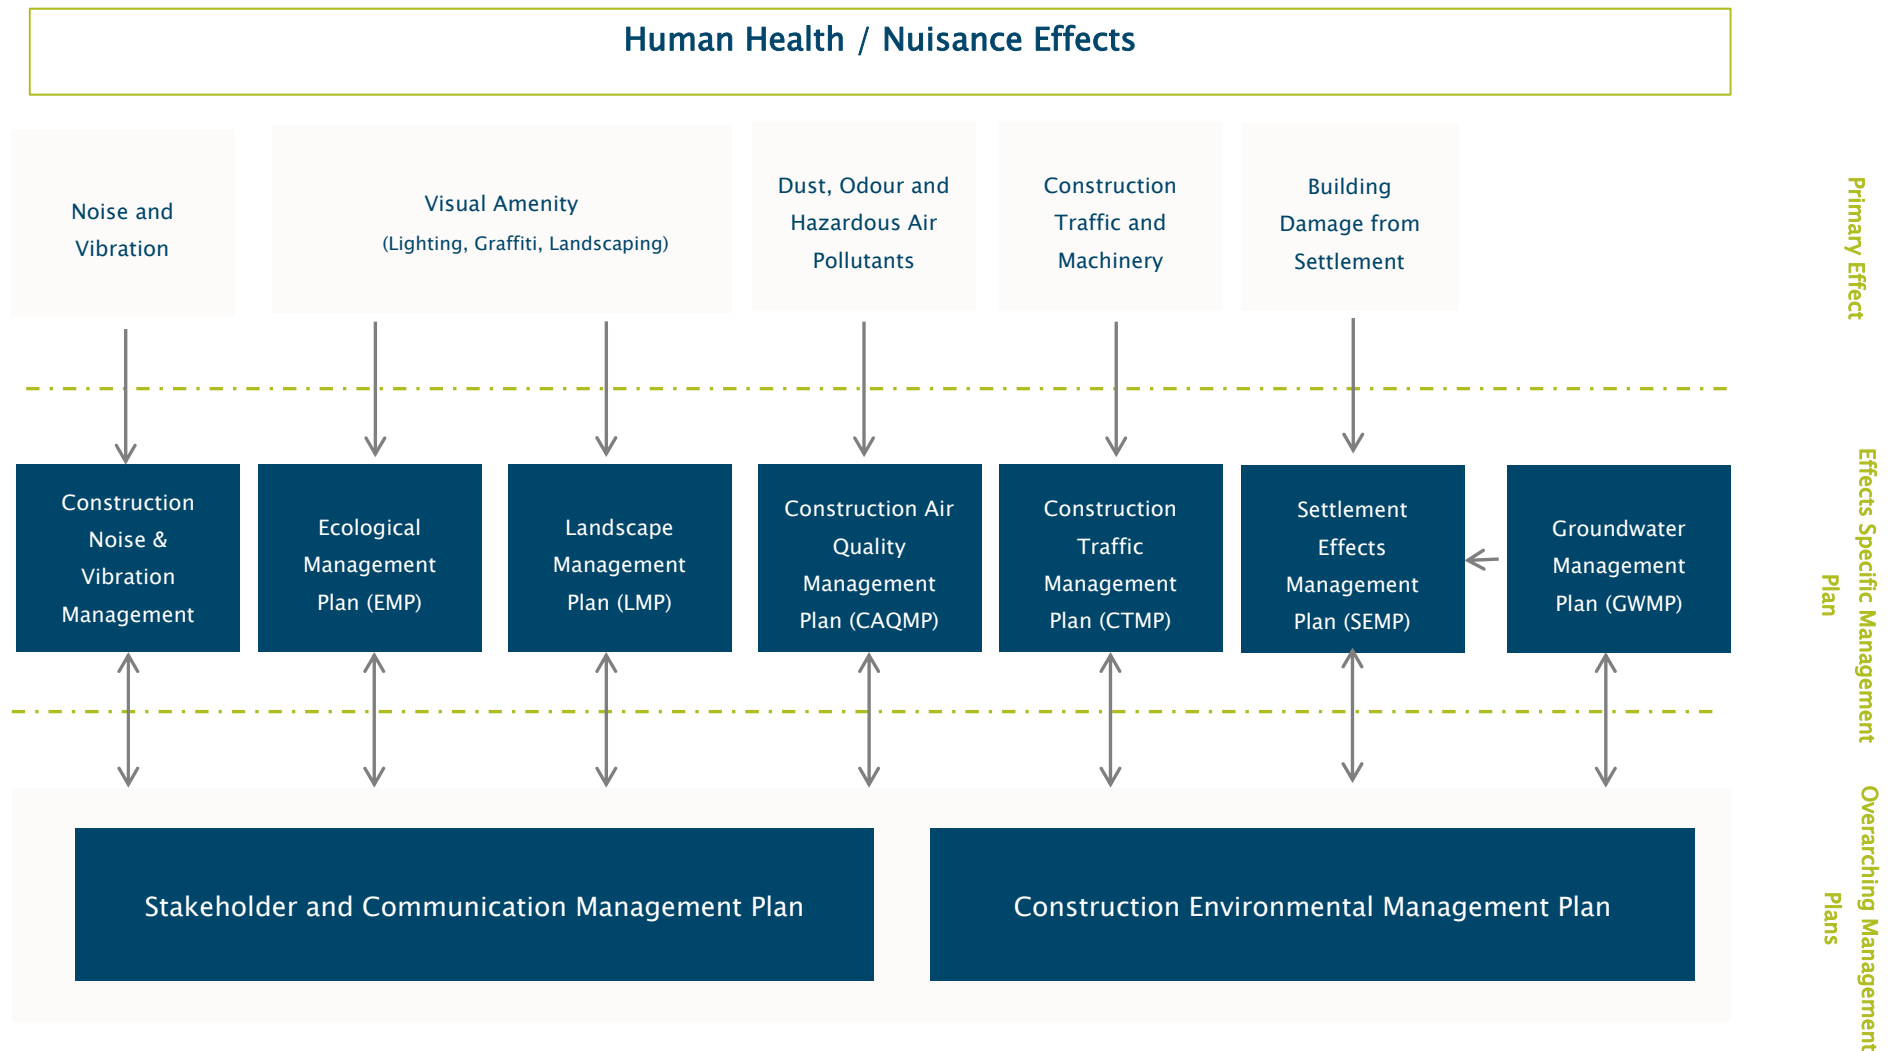 Human Health / Nuisance Effects
Noise and
Vibration
Visual Amenity
(Lighting, Graffiti, Landscaping)
Dust, Odour and
Hazardous Air
Pollutants
Construction
Traffic and
Machinery
Building
Damage from
Settlement
Primary Effect
Construction
Noise &
Vibration
Management
Ecological
Management
Plan (EMP)
Landscape
Management
Plan (LMP)
Construction Air
Quality
Management
Plan (CAQMP)
Construction
Traffic
Management
Plan (CTMP)
Settlement
Effects
Management
Plan (SEMP)
Groundwater
Management
Plan (GWMP)
Effects Specific Management
Plan
Stakeholder and Communication Management Plan
Construction Environmental Management Plan
Overarching Management
Plans